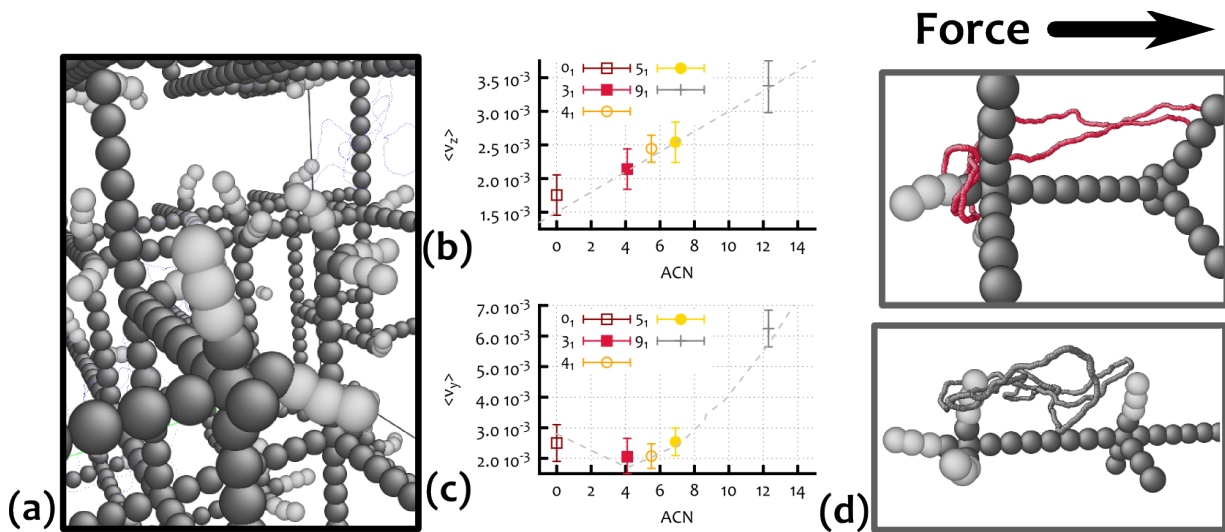 Force
(a)
(b)
<v_z>
3.5 10⁻³
3.0 10⁻³
2.5 10⁻³
2.0 10⁻³
1.5 10⁻³
0₁ 5₁
3₁ 9₁
4₁
0 2 4 6 8 10 12 14
ACN
(c)
<v_y>
7.0 10⁻³
6.0 10⁻³
5.0 10⁻³
4.0 10⁻³
3.0 10⁻³
2.0 10⁻³
0₁ 5₁
3₁ 9₁
4₁
0 2 4 6 8 10 12 14
ACN
(d)